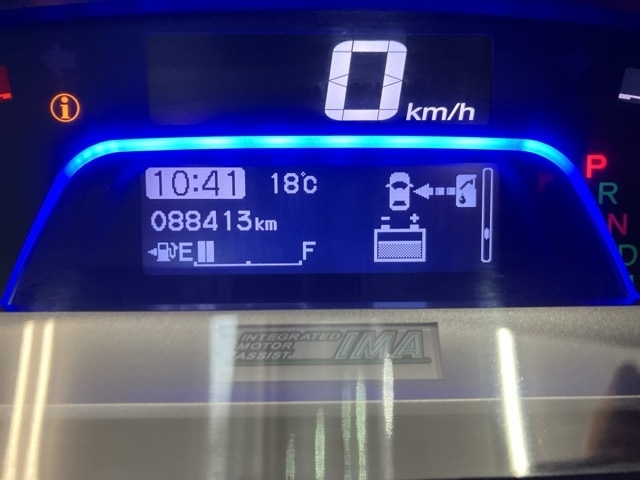 0 km/h
i
10:41 18°C
088413km
E F
- +
P
R
N
D
INTEGRATED
MOTOR
ASSIST
IMA